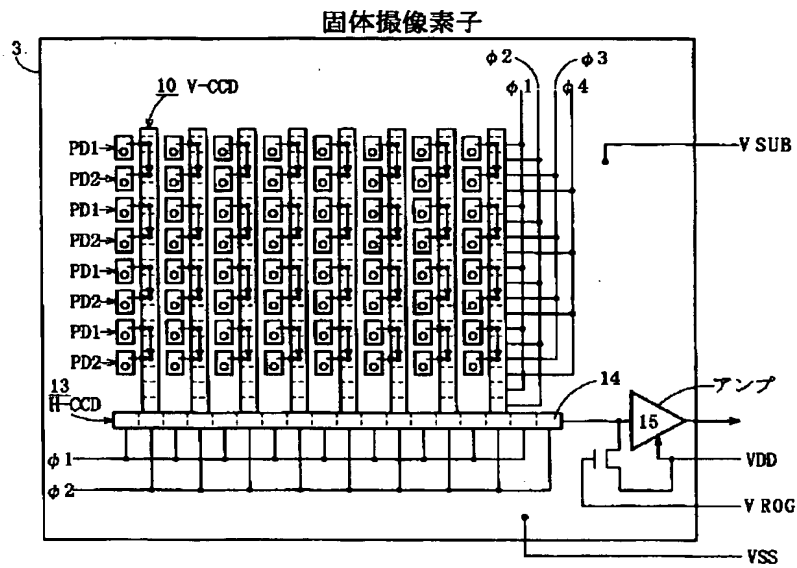 固体撮像素子
3
φ2 φ3
φ1 φ4
10 V-CCD
V SUB
PD1
PD2
PD1
PD2
PD1
PD2
PD1
PD2
13
H-CCD
14
アンプ
15
φ1
φ2
VDD
V ROG
VSS